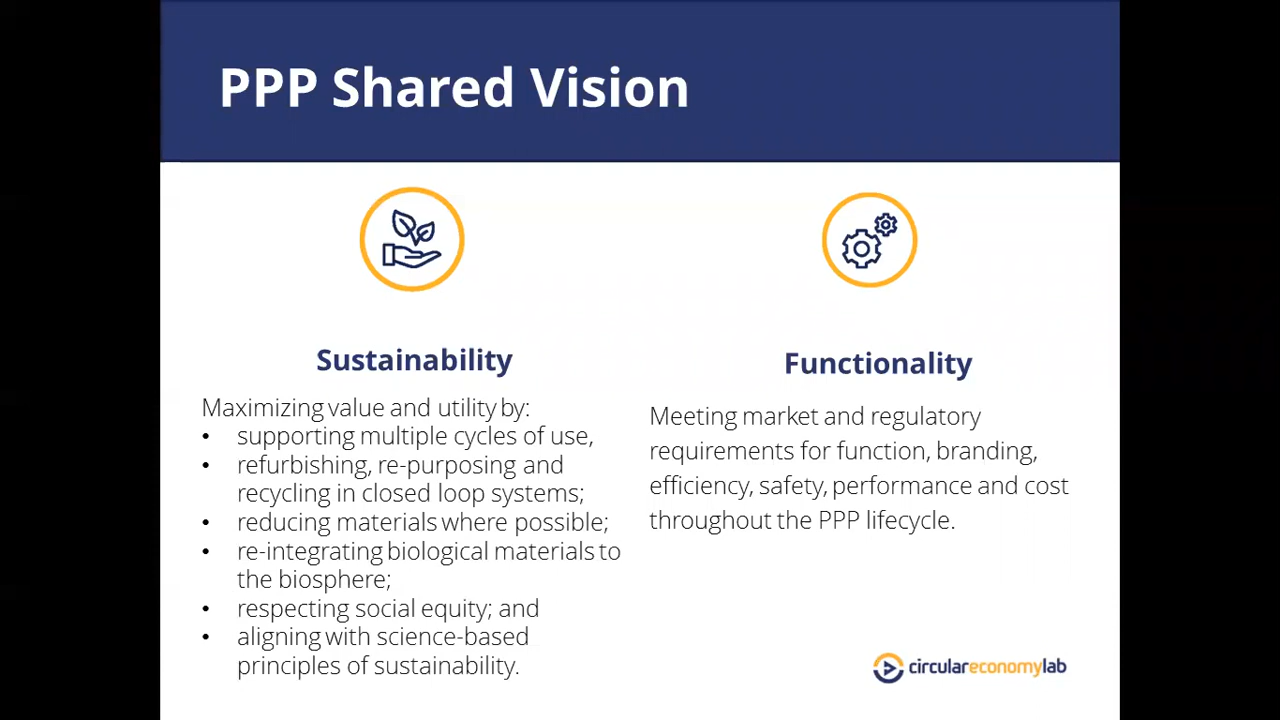 PPP Shared Vision
Sustainability
Maximizing value and utility by:
• supporting multiple cycles of use,
• refurbishing, re-purposing and
recycling in closed loop systems;
• reducing materials where possible;
• re-integrating biological materials to
the biosphere;
• respecting social equity; and
• aligning with science-based
principles of sustainability.
Functionality
Meeting market and regulatory
requirements for function, branding,
efficiency, safety, performance and cost
throughout the PPP lifecycle.
circulareconomylab